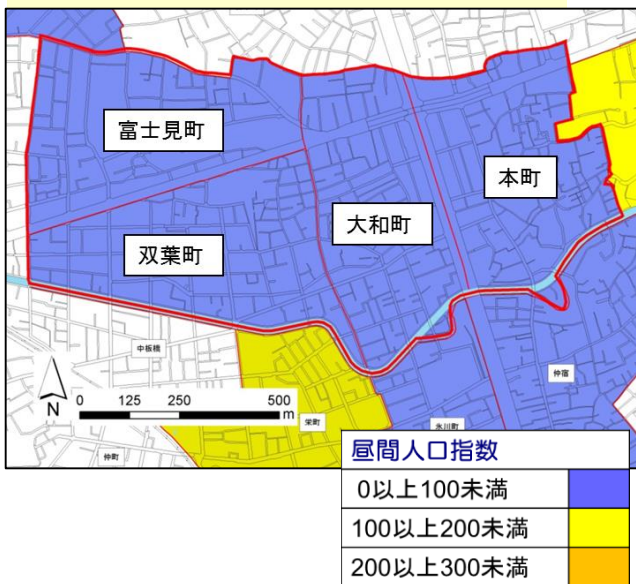 富士見町
本町
大和町
双葉町
中板橋
N
0 125 250 500
m
栄町
仲宿
氷川町
仲町
昼間人口指数
0以上100未満
100以上200未満
200以上300未満